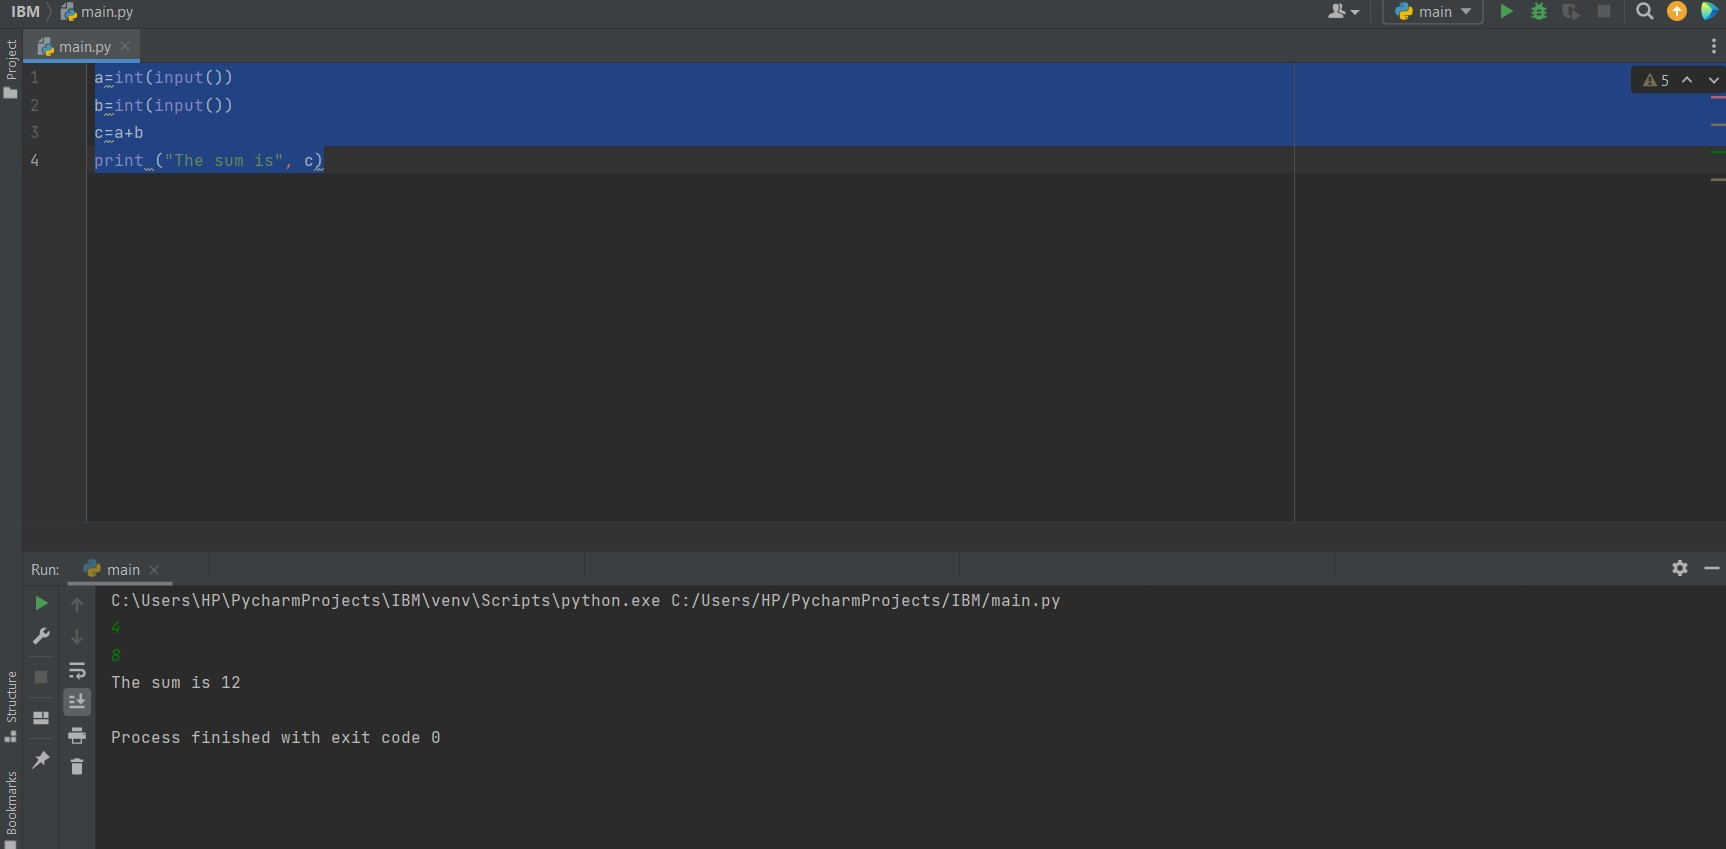 IBM main.py
main
main.py
Project
5
1 a=int(input())
2 b=int(input())
3 c=a+b
4 print ("The sum is", c)
Run: main
C:\Users\HP\PycharmProjects\IBM\venv\Scripts\python.exe C:/Users/HP/PycharmProjects/IBM/main.py
4
8
The sum is 12
Process finished with exit code 0
Structure
Bookmarks